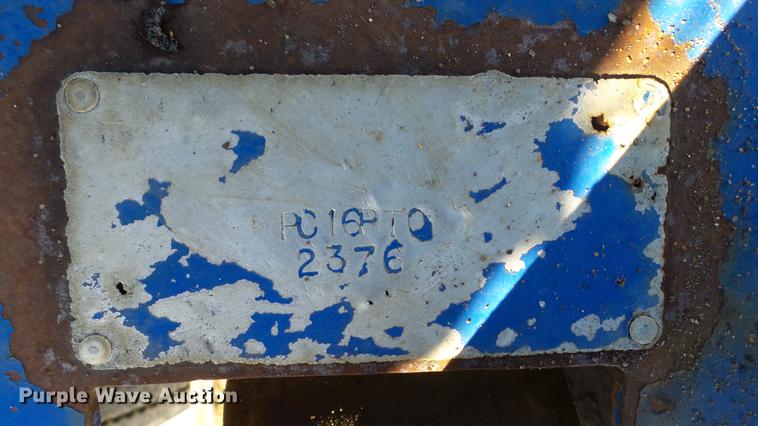 PC16PTO
2376
Purple Wave Auction